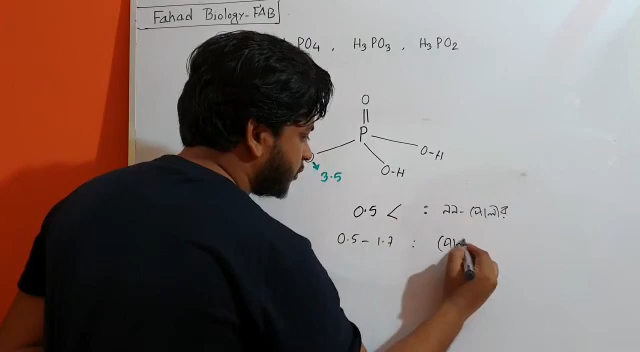 Fahad Biology-FAB
PO₄ , H₃PO₃ , H₃PO₂
O
P
O-H
O-H
3.5
0.5 < : নন-পোলার
0.5 - 1.7 :